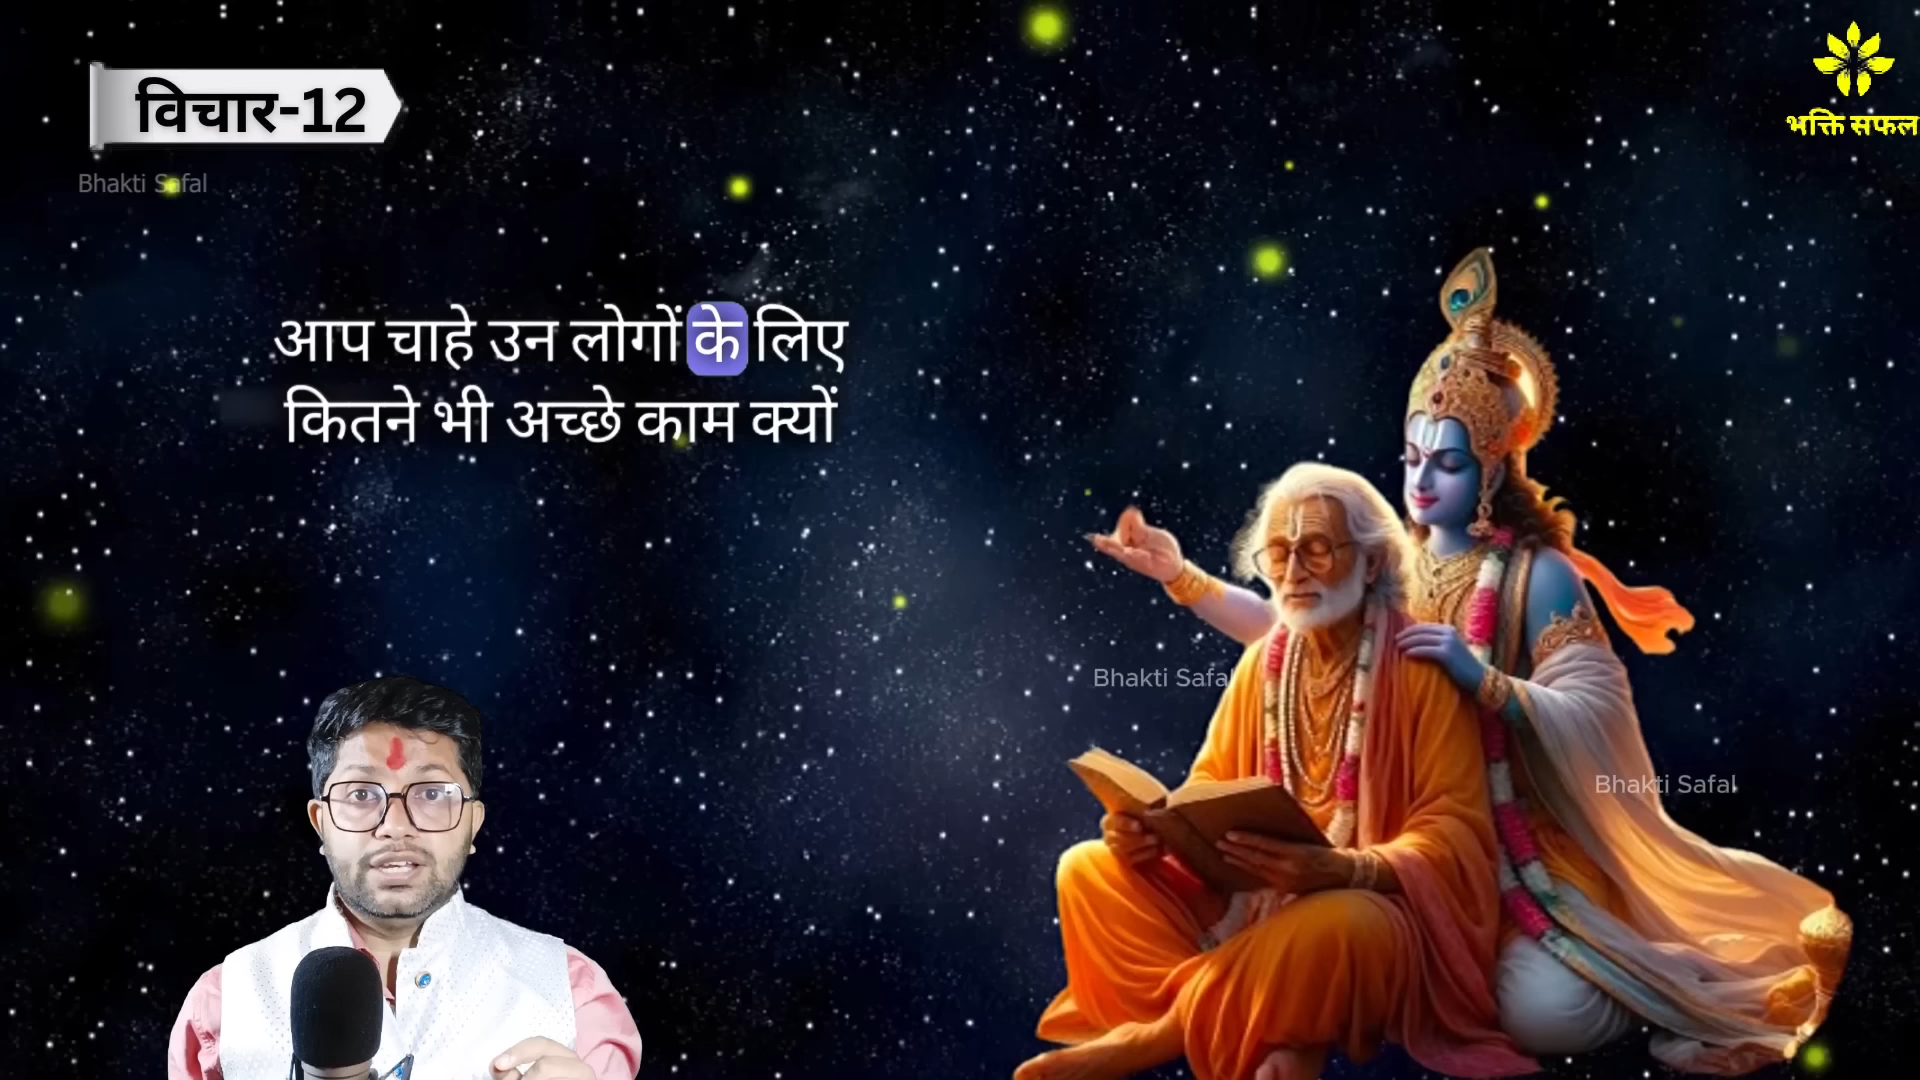 विचार-12
Bhakti Safal
भक्ति सफल
आप चाहे उन लोगों के लिए
कितने भी अच्छे काम क्यों
Bhakti Safal
Bhakti Safal